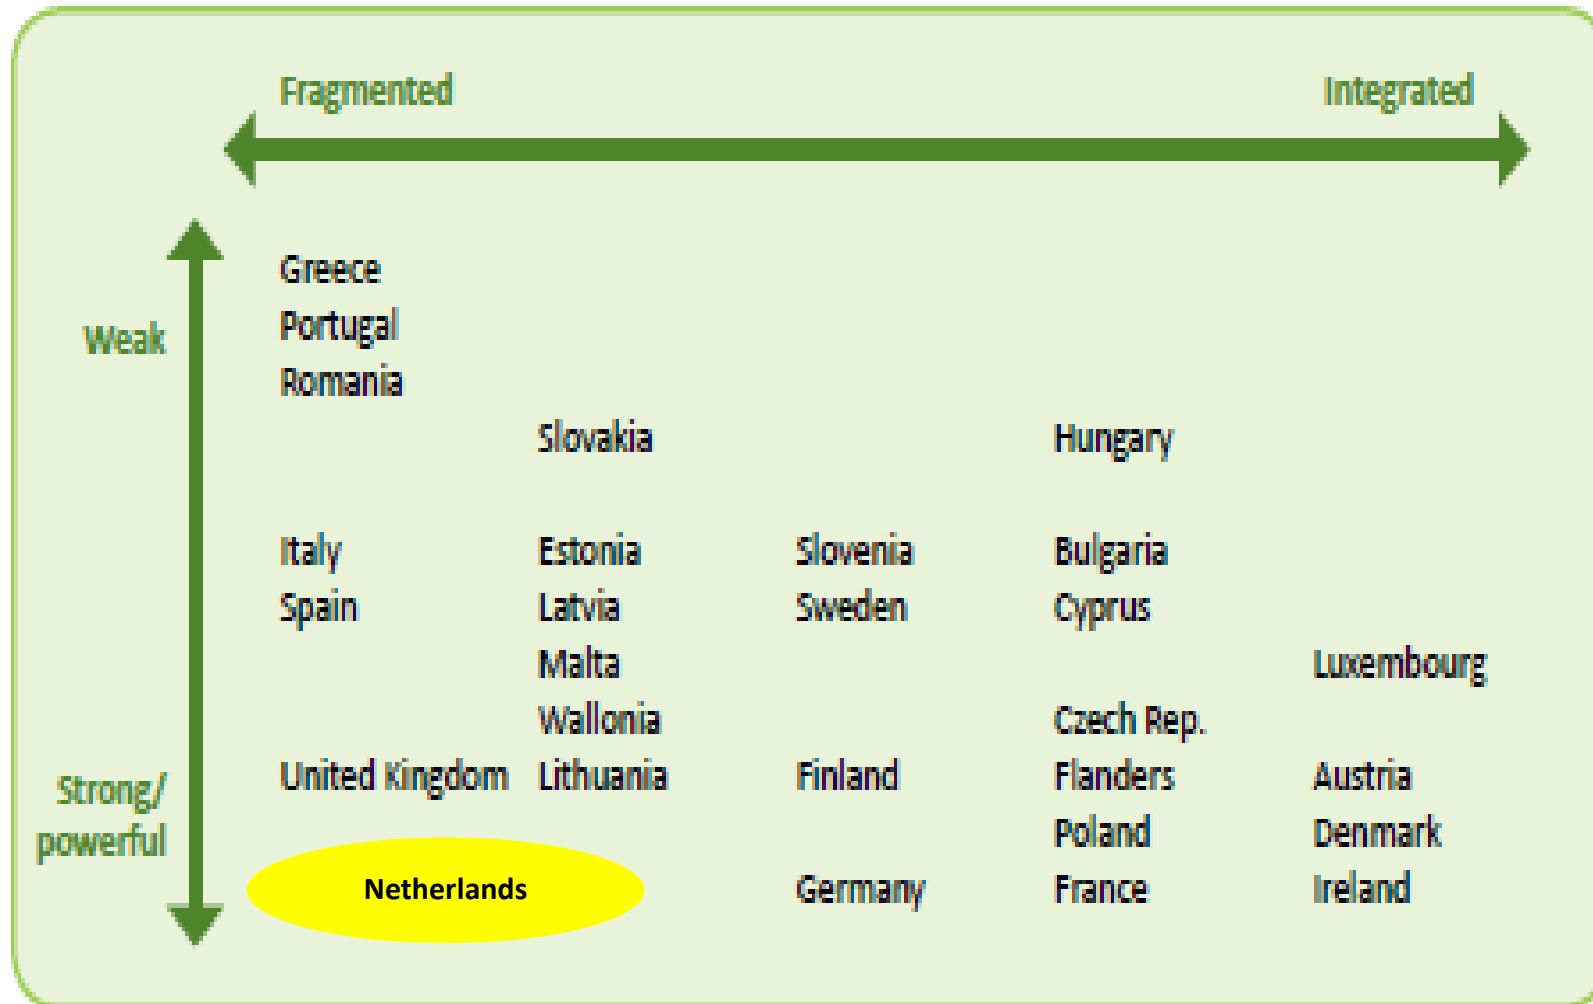 Fragmented Integrated
Greece
Weak Portugal
Romania
Slovakia Hungary
Italy Estonia Slovenia Bulgaria
Spain Latvia Sweden Cyprus
Malta Luxembourg
Wallonia Czech Rep.
Strong/ United Kingdom Lithuania Finland Flanders Austria
powerful Poland Denmark
Netherlands Germany France Ireland